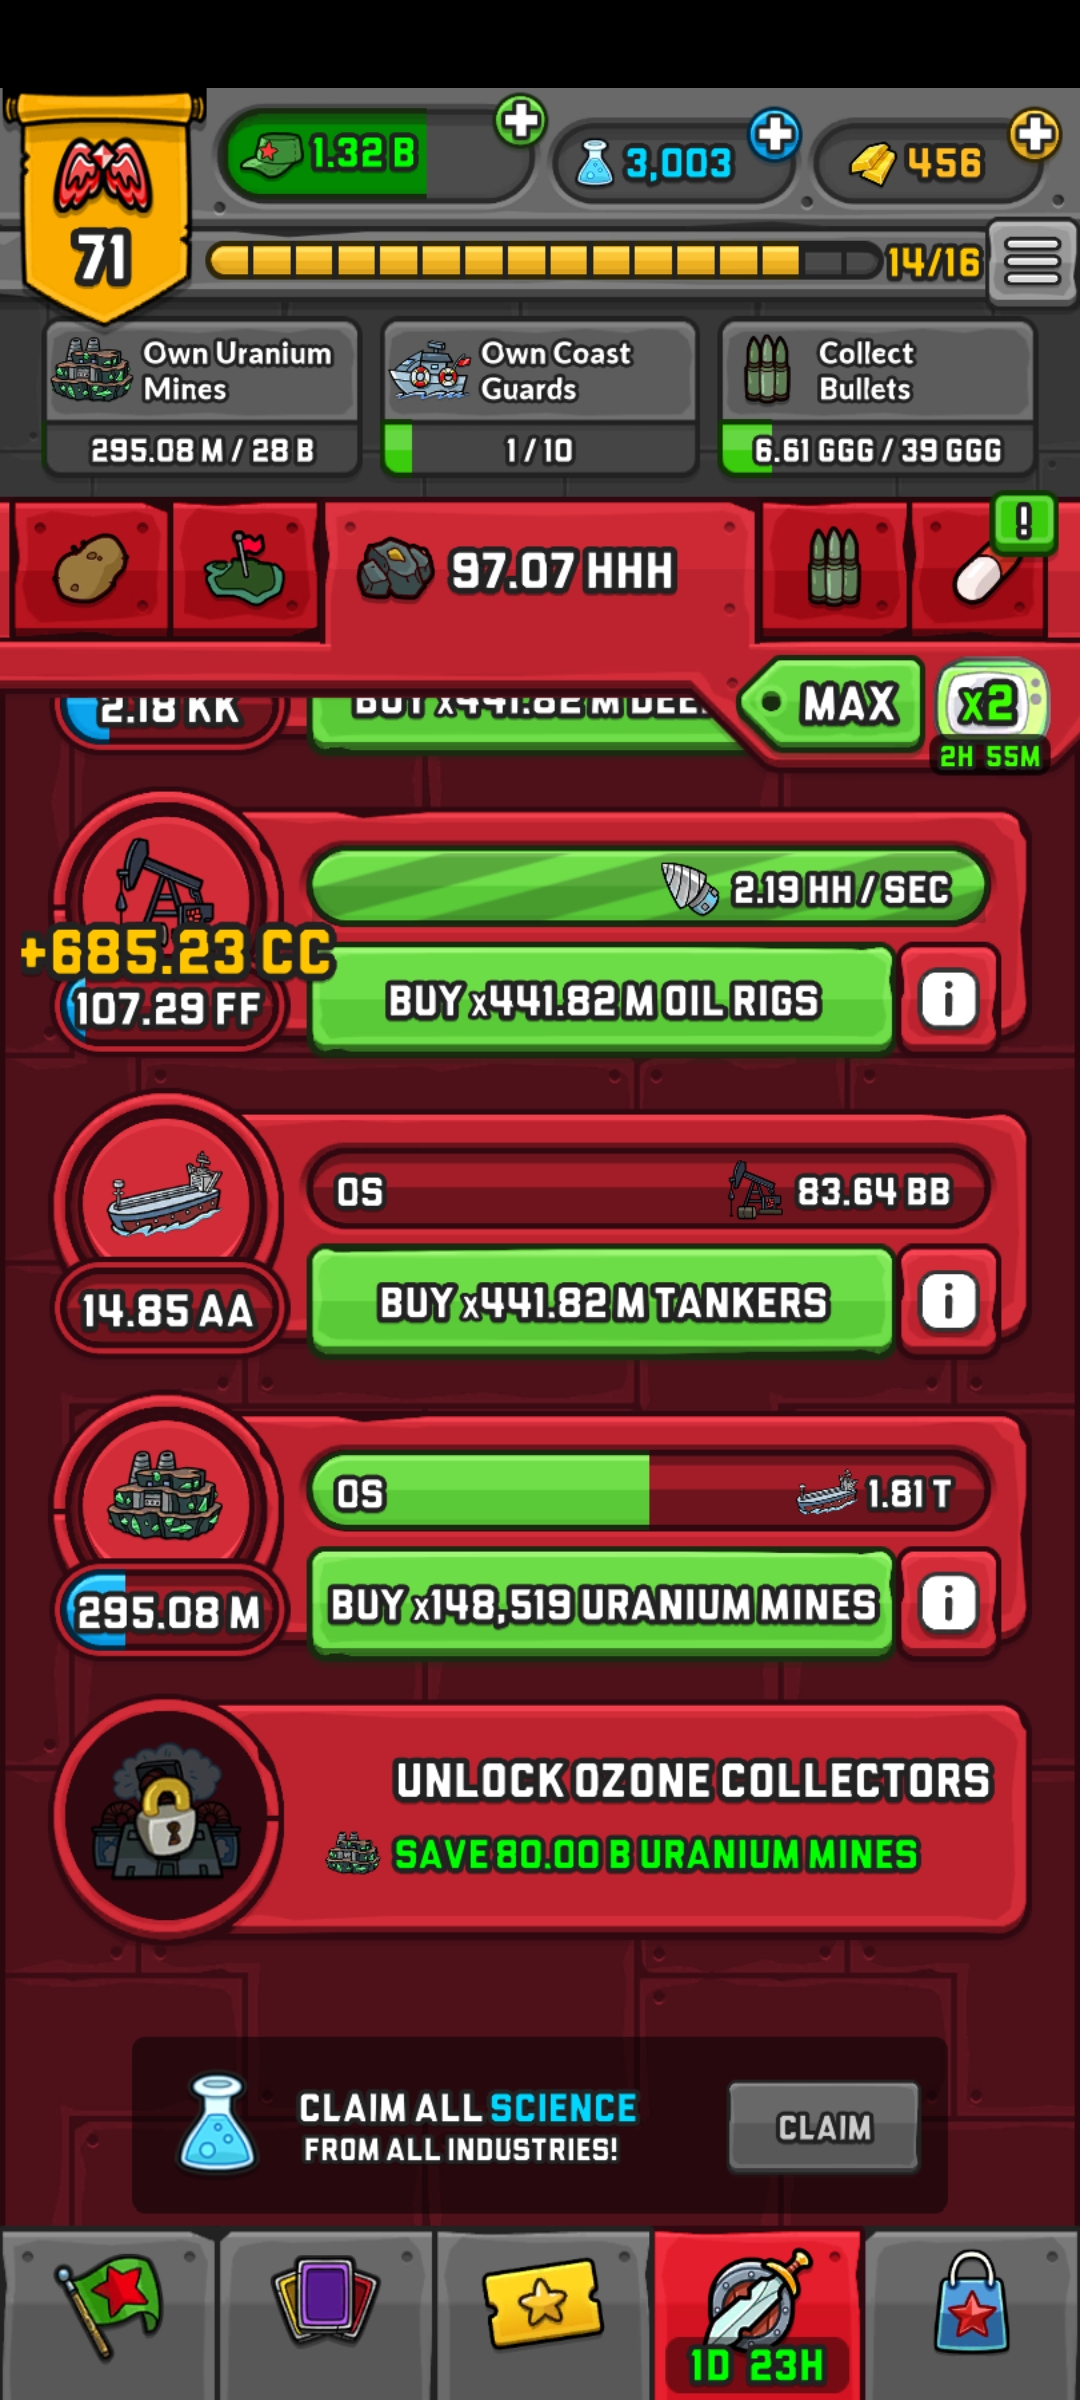 1.32 B
3,003
456
71
14/16
Own Uranium
Mines
295.08 M / 28 B
Own Coast
Guards
1 / 10
Collect
Bullets
6.61 GGG / 39 GGG
!
97.07 HHH
MAX
x2
2H 55M
2.18 KK
BUY x441.82 M DEE
2.19 HH / SEC
+685.23 CC
107.29 FF
BUY x441.82 M OIL RIGS
i
0S
83.64 BB
14.85 AA
BUY x441.82 M TANKERS
i
0S
1.81 T
295.08 M
BUY x148,519 URANIUM MINES
i
UNLOCK OZONE COLLECTORS
SAVE 80.00 B URANIUM MINES
CLAIM ALL SCIENCE
FROM ALL INDUSTRIES!
CLAIM
1D 23H